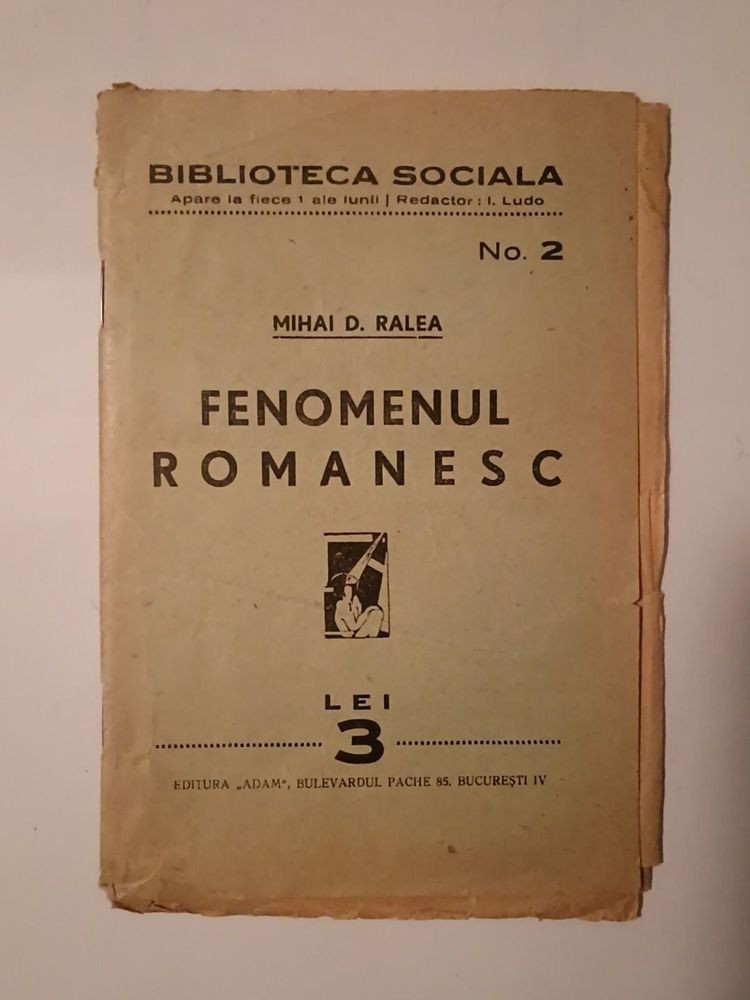 BIBLIOTECA SOCIALA
Apare la fiece 1 ale lunii | Redactor : I. Ludo
No. 2
MIHAI D. RALEA
FENOMENUL
ROMANESC
LEI
3
EDITURA „ADAM“, BULEVARDUL PACHE 85. BUCUREȘTI IV